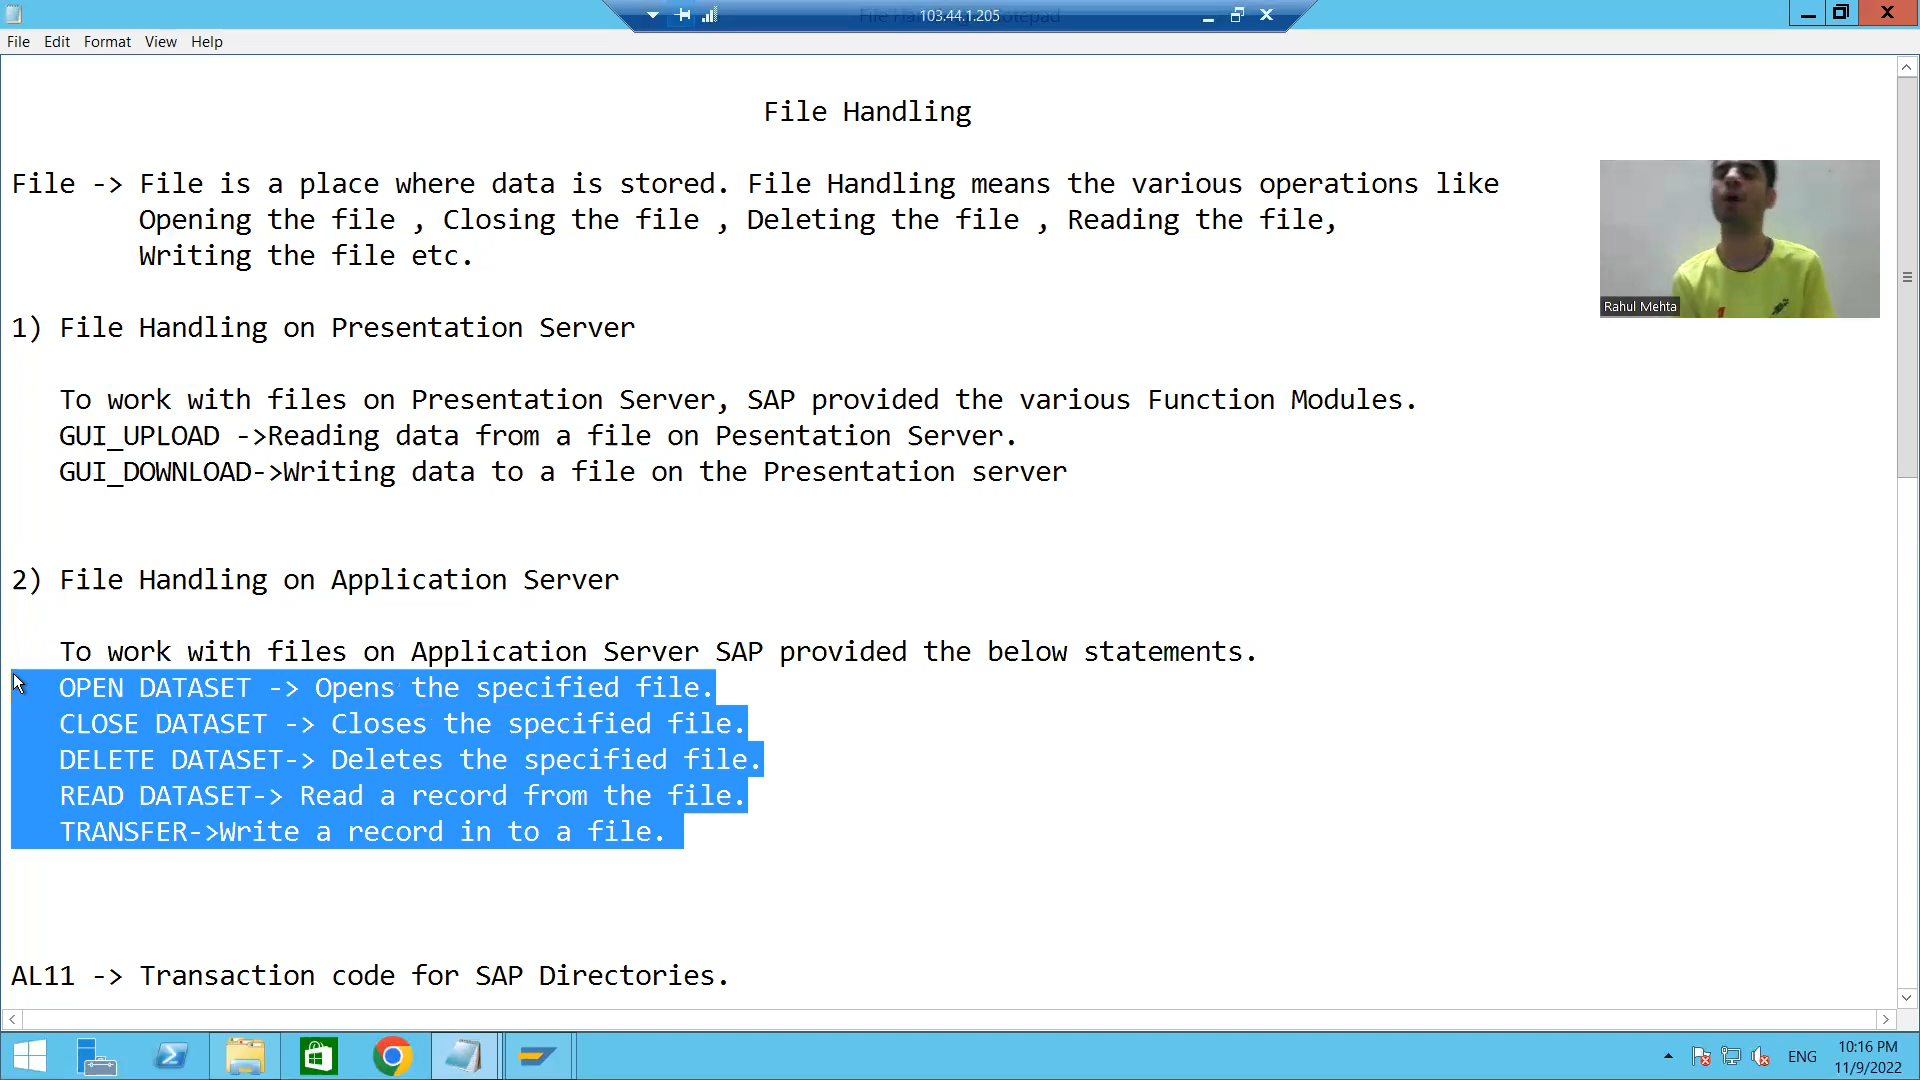 103.44.1.205
File Edit Format View Help
File Handling
File -> File is a place where data is stored. File Handling means the various operations like
Opening the file , Closing the file , Deleting the file , Reading the file,
Writing the file etc.
Rahul Mehta
1) File Handling on Presentation Server
To work with files on Presentation Server, SAP provided the various Function Modules.
GUI_UPLOAD ->Reading data from a file on Pesentation Server.
GUI_DOWNLOAD->Writing data to a file on the Presentation server
2) File Handling on Application Server
To work with files on Application Server SAP provided the below statements.
OPEN DATASET -> Opens the specified file.
CLOSE DATASET -> Closes the specified file.
DELETE DATASET-> Deletes the specified file.
READ DATASET-> Read a record from the file.
TRANSFER->Write a record in to a file.
AL11 -> Transaction code for SAP Directories.
ENG
10:16 PM
11/9/2022